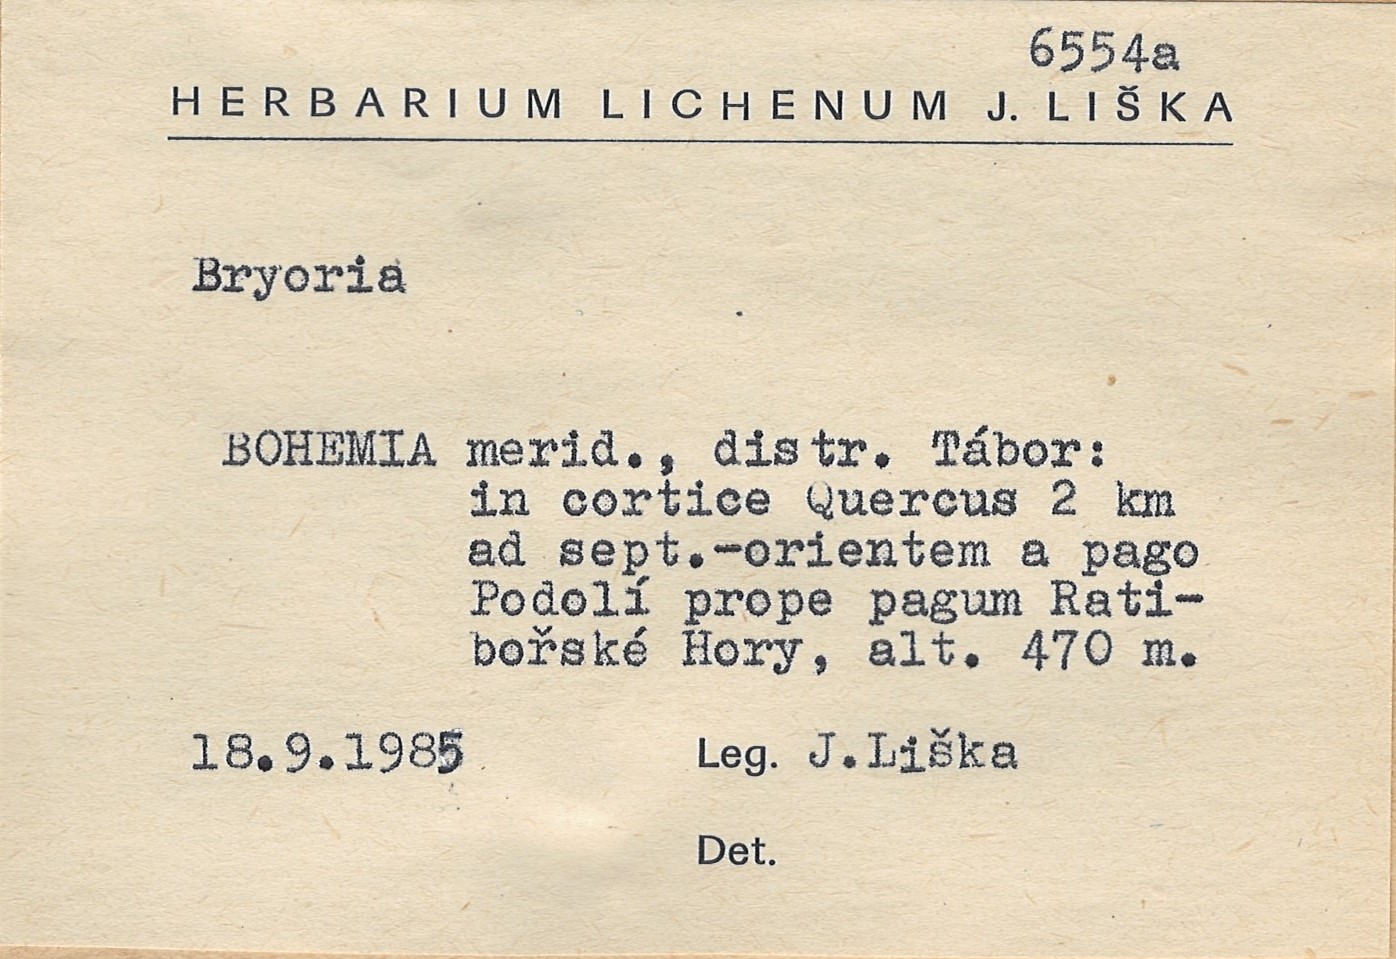 6554a
HERBARIUM LICHENUM J. LIŠKA
Bryoria
BOHEMIA merid., distr. Tábor:
in cortice Quercus 2 km
ad sept.-orientem a pago
Podolí prope pagum Rati-
bořské Hory, alt. 470 m.
18.9.1985
Leg. J.Liška
Det.